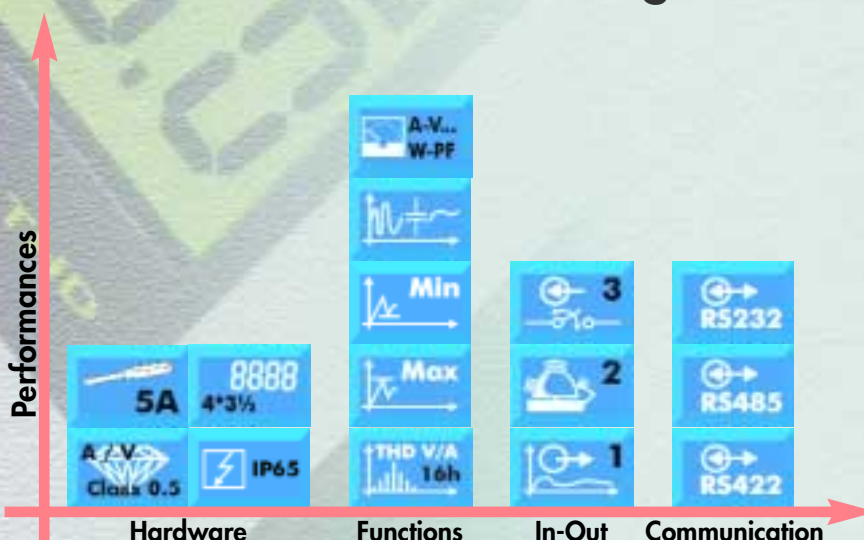 Performances
A-V...
W-PF
Min
3
RS232
5A
8888
4*3½
Max
2
RS485
A / V
Class 0.5
IP65
THD V/A
16h
1
RS422
Hardware
Functions
In-Out
Communication